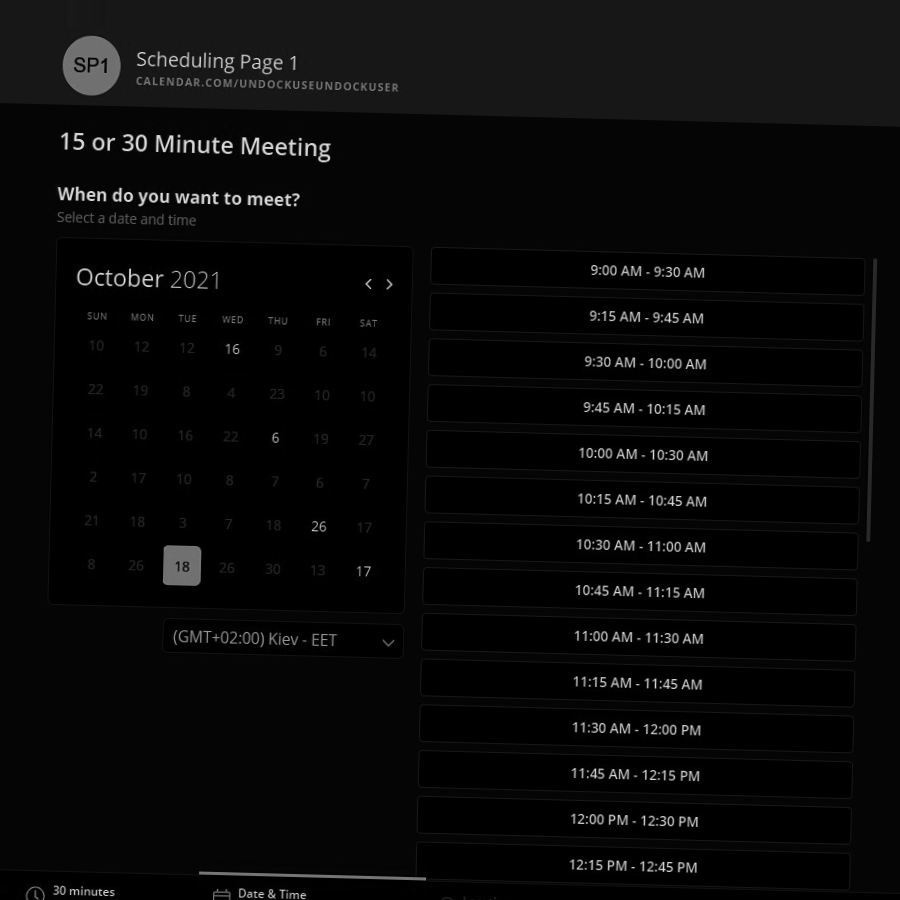 SP1
Scheduling Page 1
CALENDAR.COM/UNDOCKUSEUNDOCKUSER
15 or 30 Minute Meeting
When do you want to meet?
Select a date and time
October 2021
SUN MON TUE WED THU FRI SAT
10 12 12 16 9 6 14
22 19 8 4 23 10 10
14 10 16 22 6 19 27
2 17 10 8 7 6 7
21 18 3 7 18 26 17
8 26 18 26 30 13 17
(GMT+02:00) Kiev - EET
9:00 AM - 9:30 AM
9:15 AM - 9:45 AM
9:30 AM - 10:00 AM
9:45 AM - 10:15 AM
10:00 AM - 10:30 AM
10:15 AM - 10:45 AM
10:30 AM - 11:00 AM
10:45 AM - 11:15 AM
11:00 AM - 11:30 AM
11:15 AM - 11:45 AM
11:30 AM - 12:00 PM
11:45 AM - 12:15 PM
12:00 PM - 12:30 PM
12:15 PM - 12:45 PM
30 minutes
Date & Time